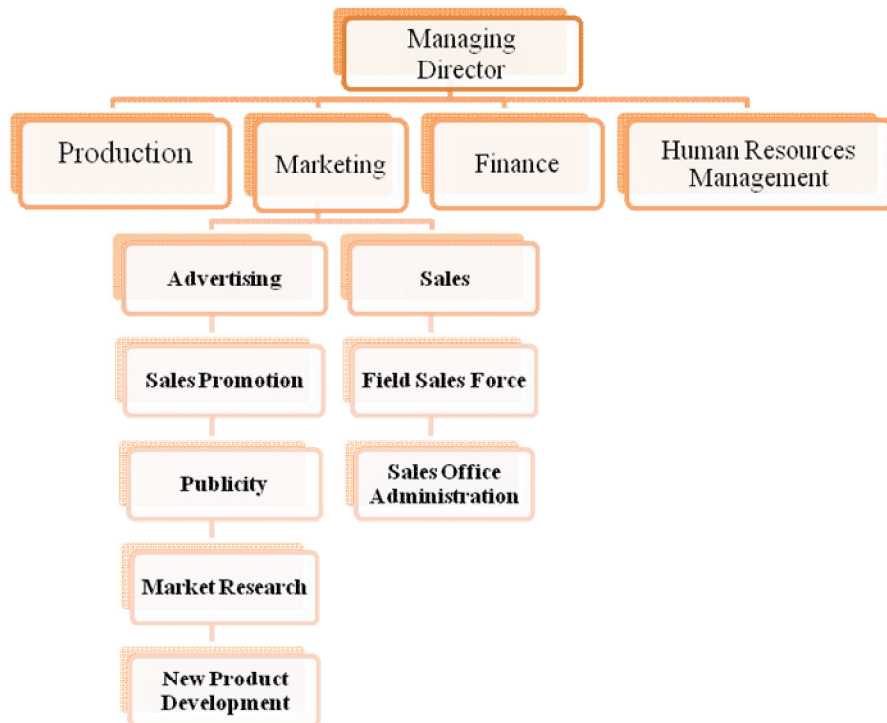 Managing
Director
Production
Marketing
Finance
Human Resources
Management
Advertising
Sales
Sales Promotion
Field Sales Force
Publicity
Sales Office
Administration
Market Research
New Product
Development